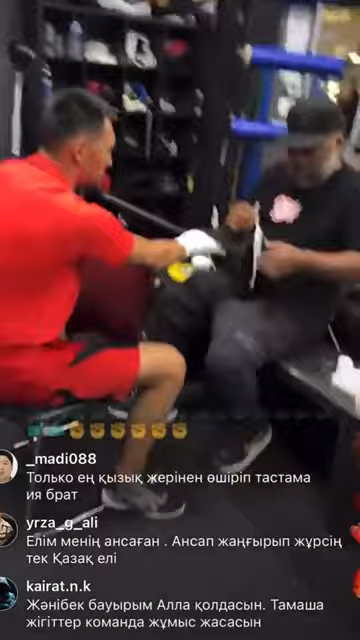 _madi088
Только ең қызық жерінен өшіріп тастама
ия брат
yrza_g_ali
Елім менің ансаған . Ансап жаңғырып жүрсің
тек Қазақ елі
kairat.n.k
Жәнібек бауырым Алла қолдасын. Тамаша
жігіттер команда жұмыс жасасын